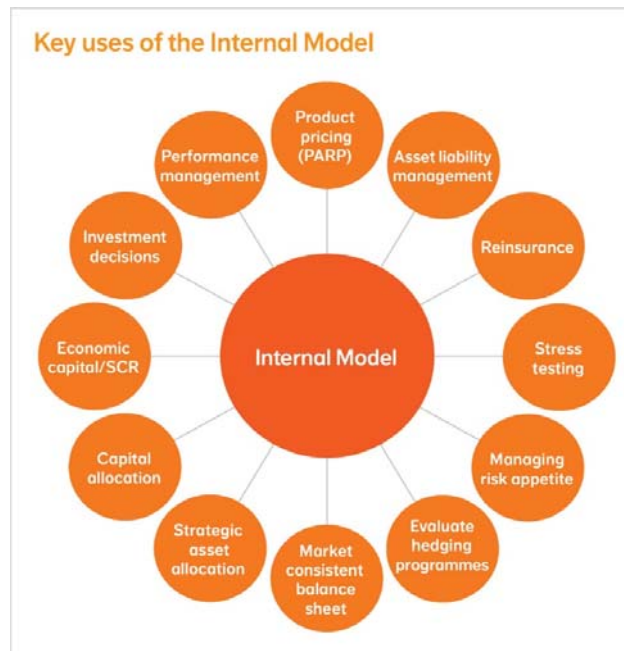 Key uses of the Internal Model
Product
pricing
(PARP)
Asset liability
management
Reinsurance
Stress
testing
Managing
risk appetite
Evaluate
hedging
programmes
Market
consistent
balance
sheet
Strategic
asset
allocation
Capital
allocation
Economic
capital/SCR
Investment
decisions
Performance
management
Internal Model